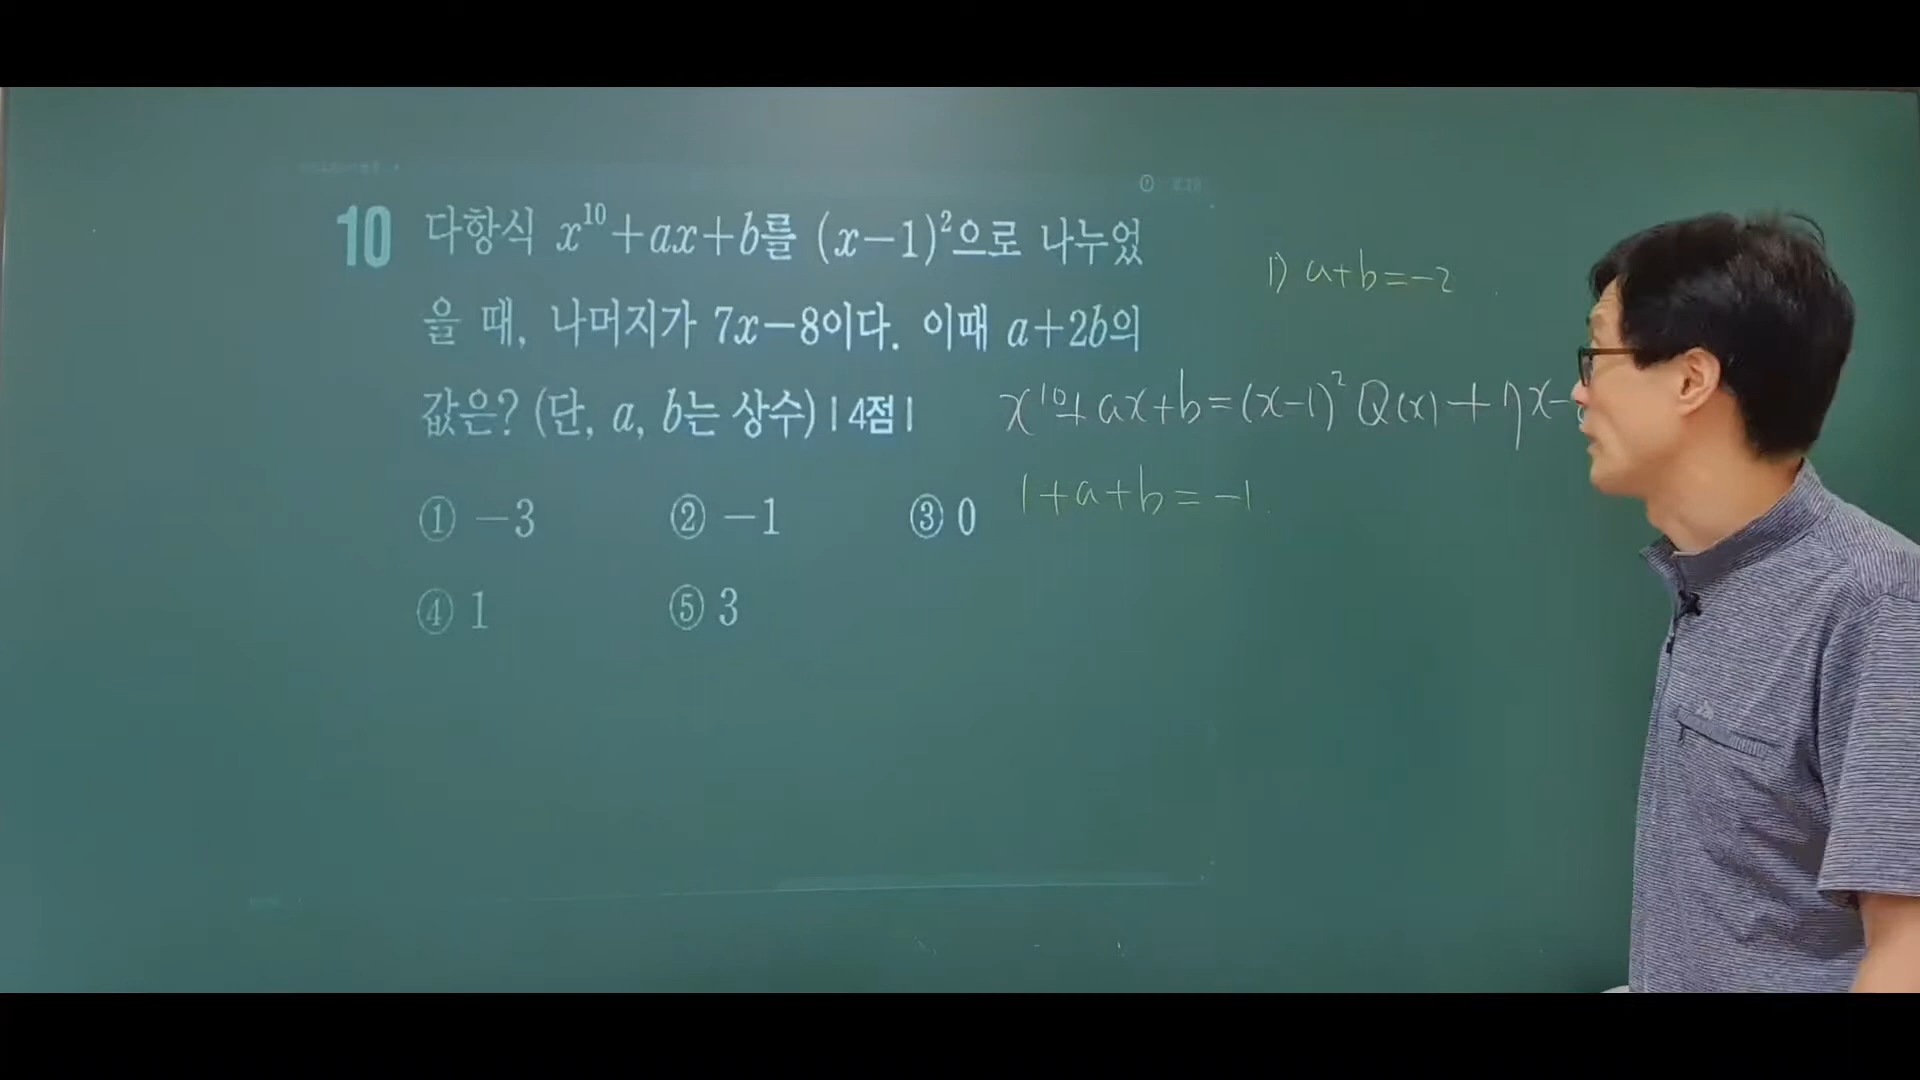 10 다항식 x¹⁰+ax+b를 (x−1)²으로 나누었
을 때, 나머지가 7x−8이다. 이때 a+2b의
값은? (단, a, b는 상수) | 4점 |
① −3 ② −1 ③ 0
④ 1 ⑤ 3
1) a+b=−2
x¹⁰+ax+b=(x−1)²Q(x)+7x−
1+a+b=−1